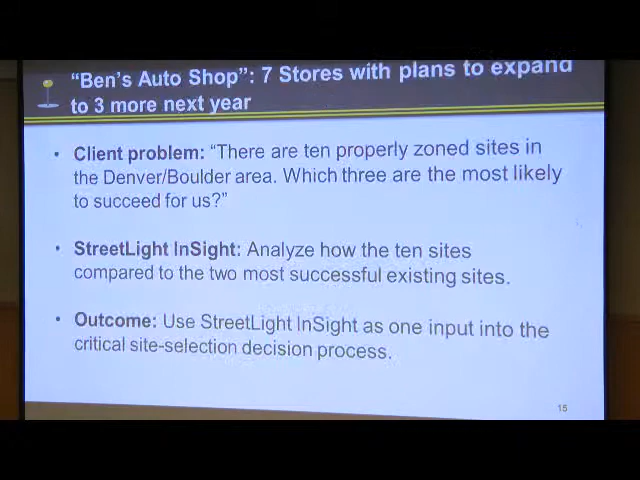 “Ben’s Auto Shop”: 7 Stores with plans to expand
to 3 more next year
• Client problem: “There are ten properly zoned sites in
the Denver/Boulder area. Which three are the most likely
to succeed for us?”
• StreetLight InSight: Analyze how the ten sites
compared to the two most successful existing sites.
• Outcome: Use StreetLight InSight as one input into the
critical site-selection decision process.
15